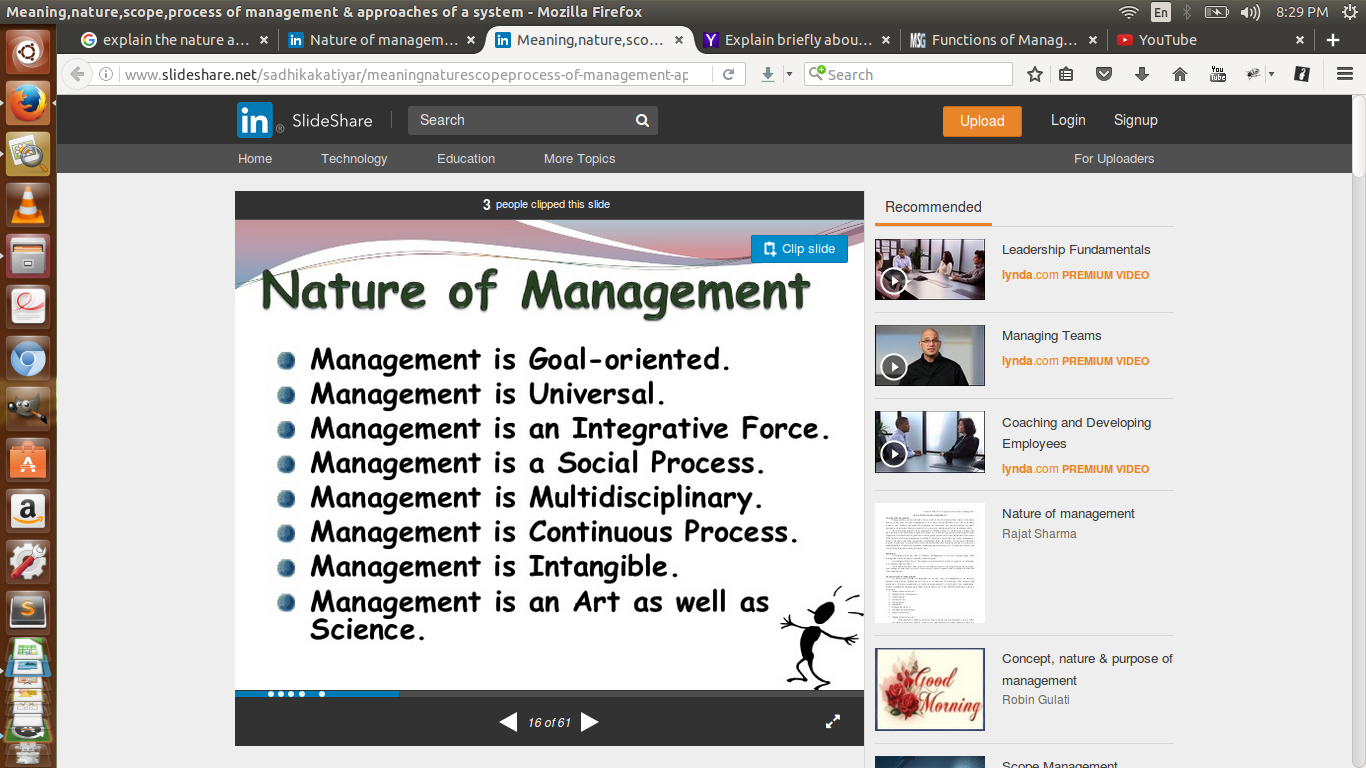 Meaning,nature,scope,process of management & approaches of a system - Mozilla Firefox
En
8:29 PM
explain the nature a...
Nature of managem...
Meaning,nature,sco...
Explain briefly abou...
MSG Functions of Manag...
YouTube
www.slideshare.net/sadhikakatiyar/meaningnaturescopeprocess-of-management-ap
Search
You Tube
in ® SlideShare
Search
Upload
Login
Signup
Home
Technology
Education
More Topics
For Uploaders
3 people clipped this slide
Clip slide
Nature of Management
Management is Goal-oriented.
Management is Universal.
Management is an Integrative Force.
Management is a Social Process.
Management is Multidisciplinary.
Management is Continuous Process.
Management is Intangible.
Management is an Art as well as
Science.
16 of 61
Recommended
Leadership Fundamentals
lynda.com PREMIUM VIDEO
Managing Teams
lynda.com PREMIUM VIDEO
Coaching and Developing
Employees
lynda.com PREMIUM VIDEO
Nature of management
Rajat Sharma
Good
Morning
Concept, nature & purpose of
management
Robin Gulati
Scope Management